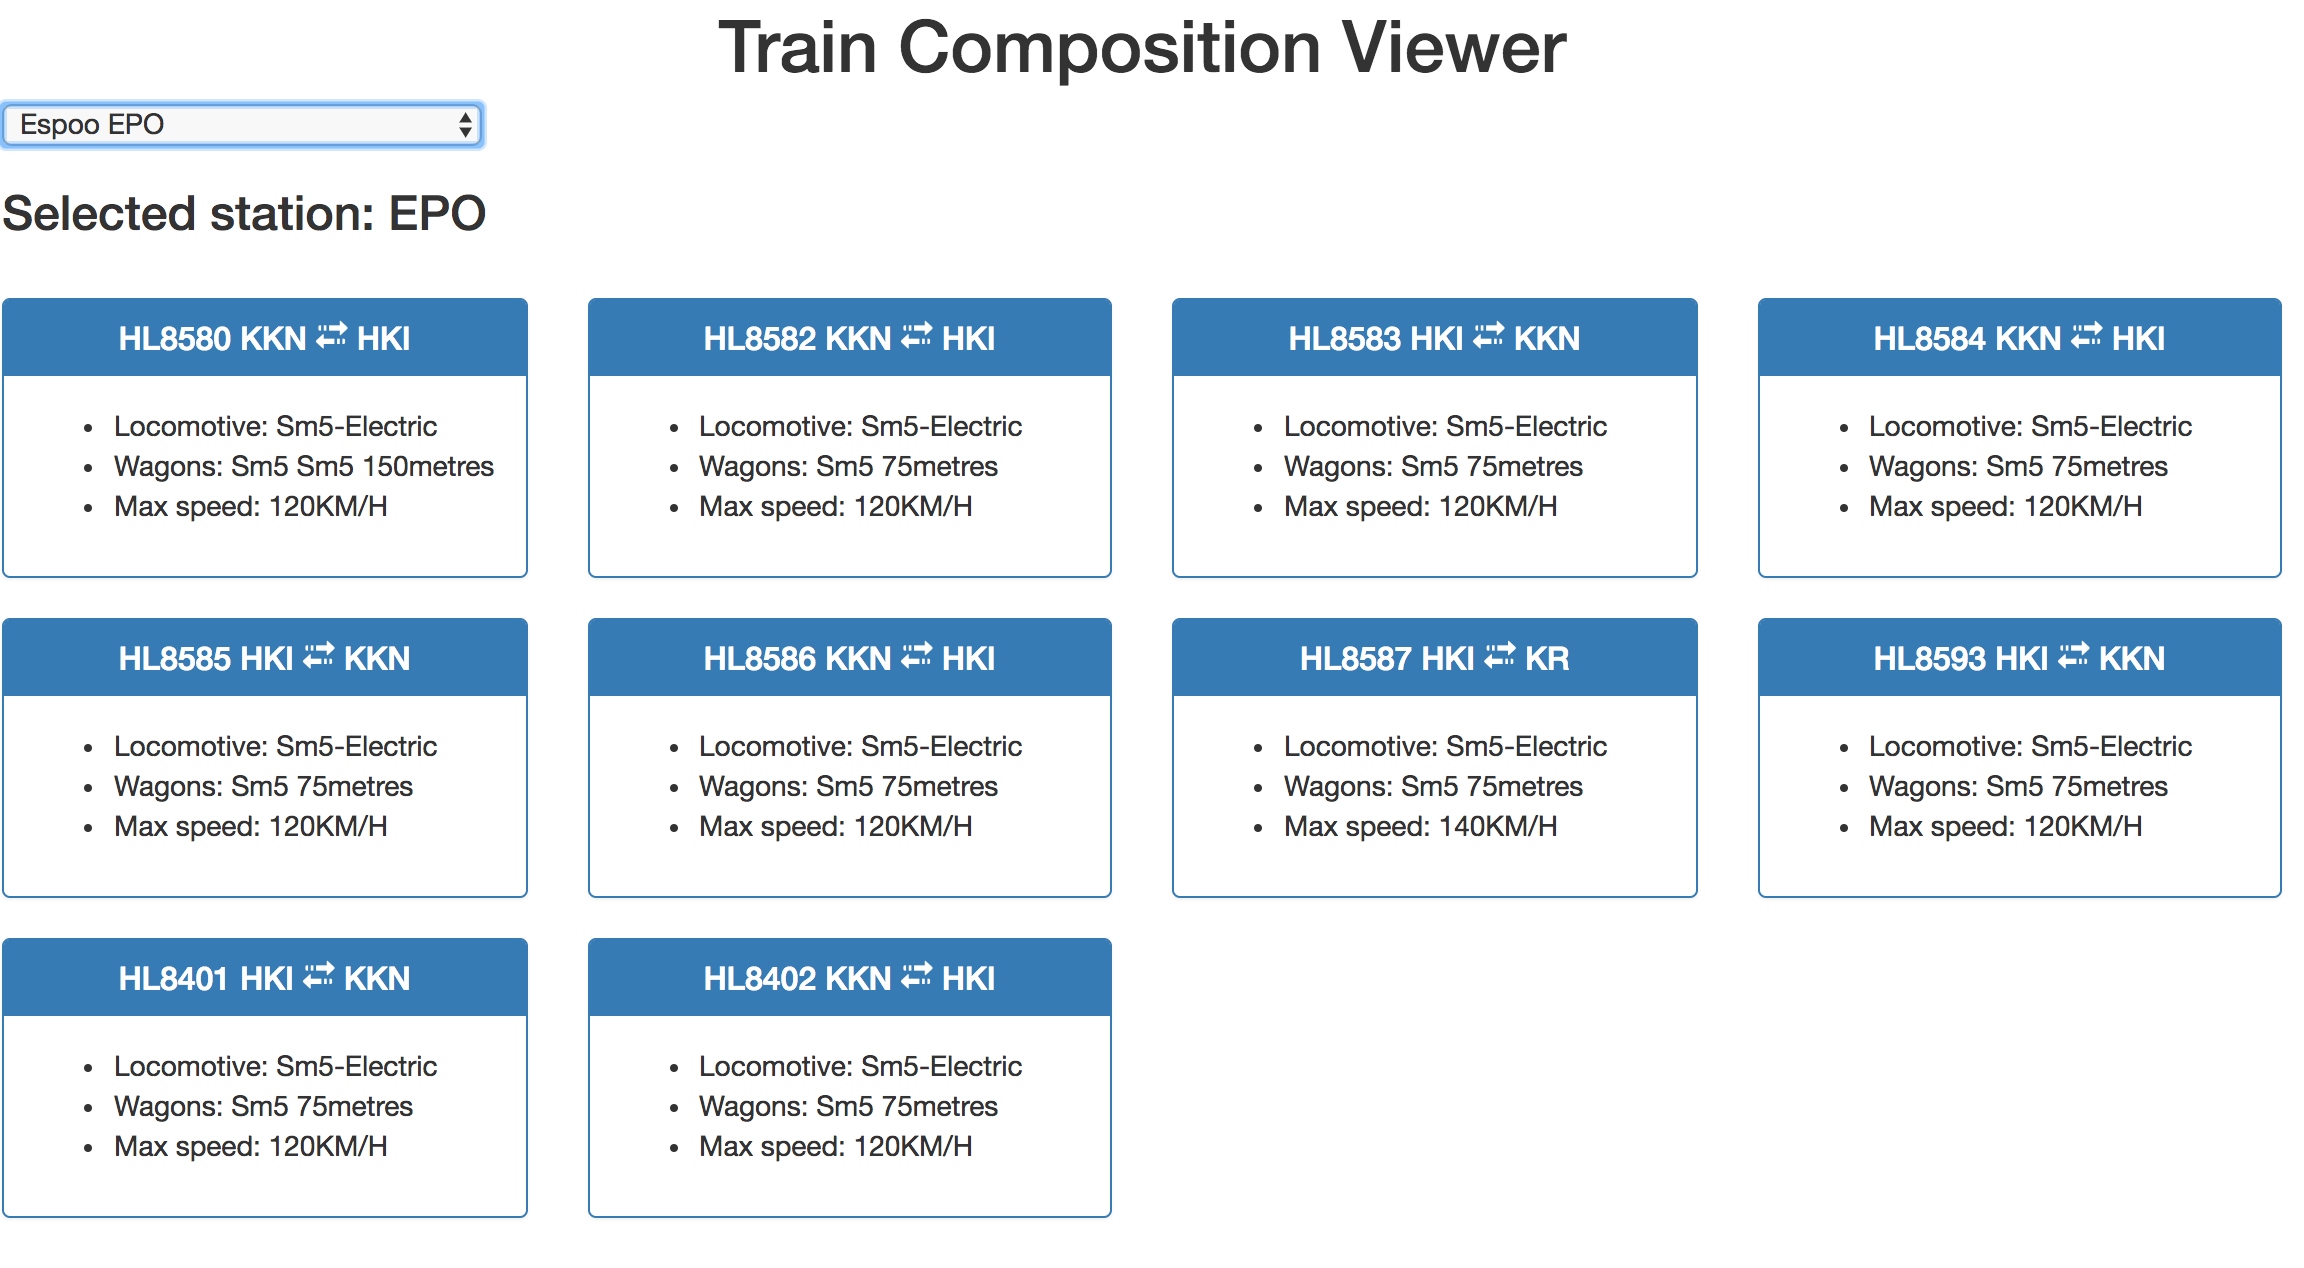 Train Composition Viewer
Espoo EPO
Selected station: EPO
HL8580 KKN HKI
Locomotive: Sm5-Electric
Wagons: Sm5 Sm5 150metres
Max speed: 120KM/H
HL8582 KKN HKI
Locomotive: Sm5-Electric
Wagons: Sm5 75metres
Max speed: 120KM/H
HL8583 HKI KKN
Locomotive: Sm5-Electric
Wagons: Sm5 75metres
Max speed: 120KM/H
HL8584 KKN HKI
Locomotive: Sm5-Electric
Wagons: Sm5 75metres
Max speed: 120KM/H
HL8585 HKI KKN
Locomotive: Sm5-Electric
Wagons: Sm5 75metres
Max speed: 120KM/H
HL8586 KKN HKI
Locomotive: Sm5-Electric
Wagons: Sm5 75metres
Max speed: 120KM/H
HL8587 HKI KR
Locomotive: Sm5-Electric
Wagons: Sm5 75metres
Max speed: 140KM/H
HL8593 HKI KKN
Locomotive: Sm5-Electric
Wagons: Sm5 75metres
Max speed: 120KM/H
HL8401 HKI KKN
Locomotive: Sm5-Electric
Wagons: Sm5 75metres
Max speed: 120KM/H
HL8402 KKN HKI
Locomotive: Sm5-Electric
Wagons: Sm5 75metres
Max speed: 120KM/H